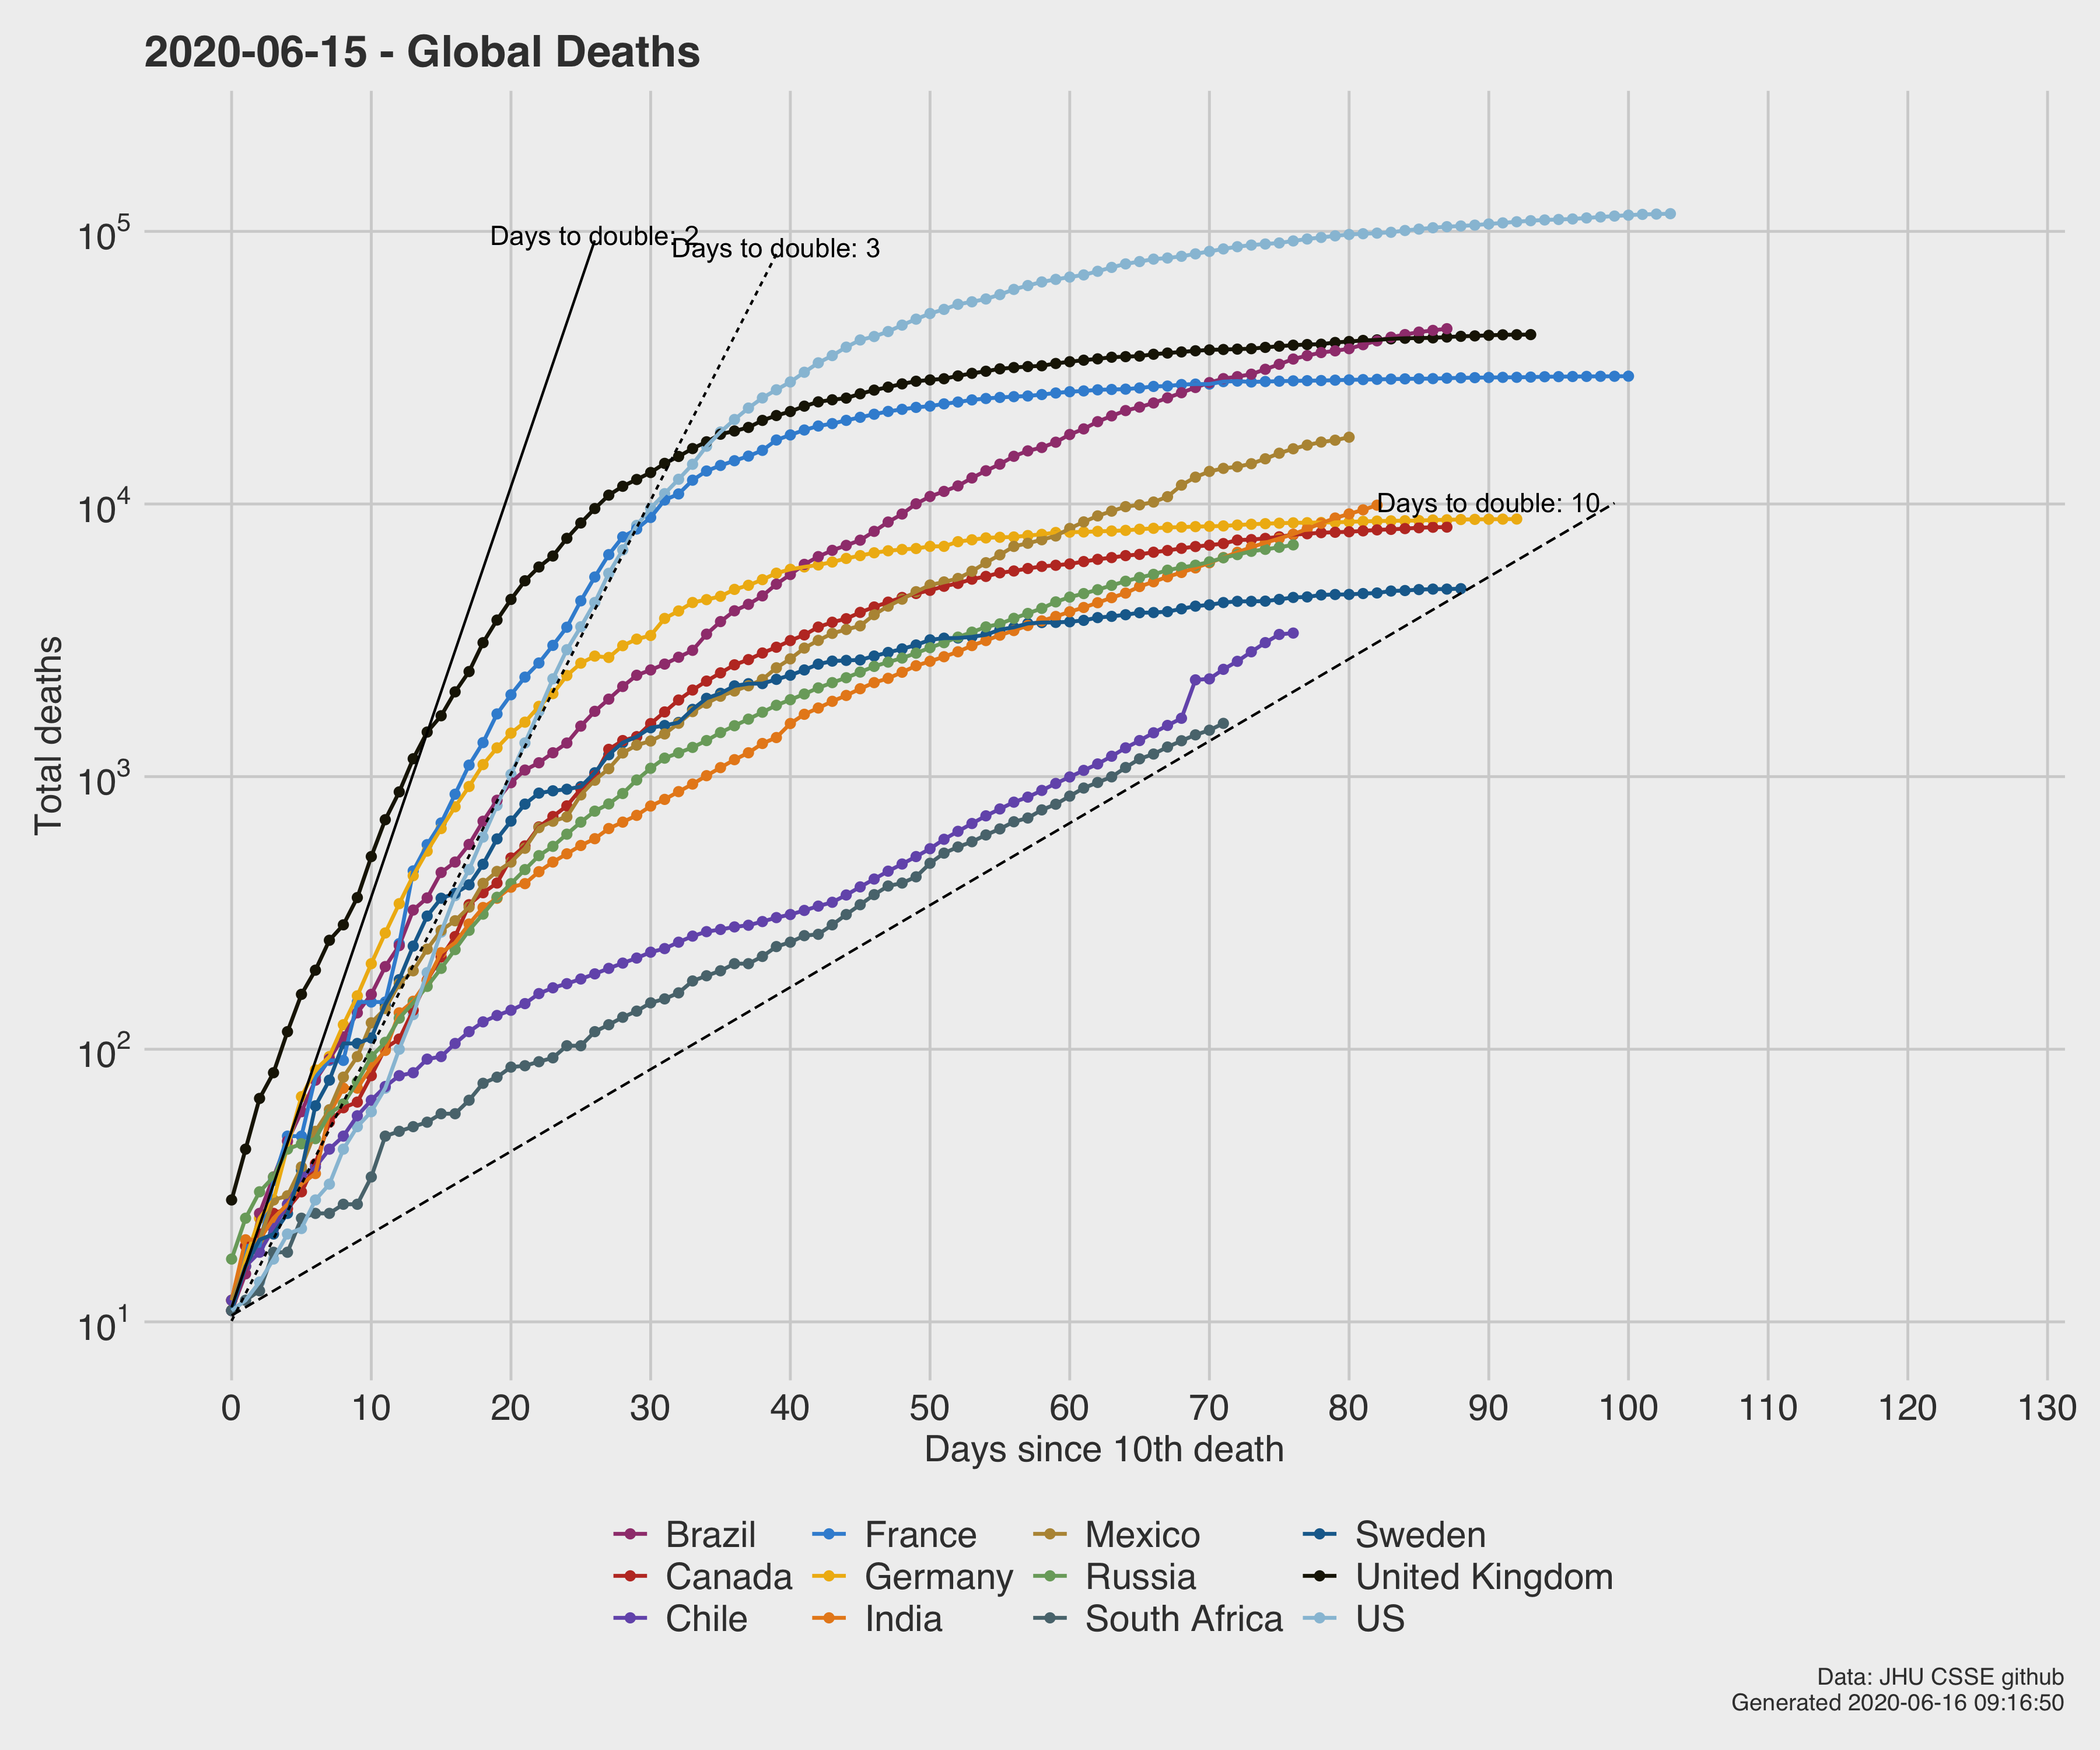 2020-06-15 - Global Deaths
Days to double: 2
Days to double: 3
Days to double: 10
Total deaths
10^5
10^4
10^3
10^2
10^1
0 10 20 30 40 50 60 70 80 90 100 110 120 130
Days since 10th death
Brazil France Mexico Sweden
Canada Germany Russia United Kingdom
Chile India South Africa US
Data: JHU CSSE github
Generated 2020-06-16 09:16:50